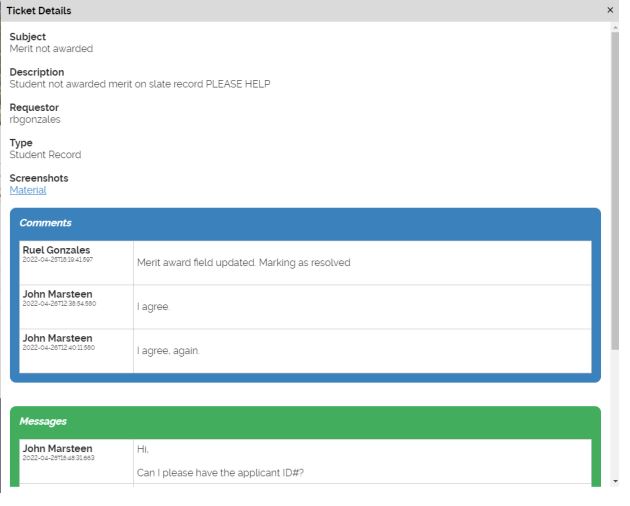 Ticket Details
×
Subject
Merit not awarded
Description
Student not awarded merit on slate record PLEASE HELP
Requestor
rbgonzales
Type
Student Record
Screenshots
Material
Comments
Ruel Gonzales
2022-04-25T18:19:41.697
Merit award field updated. Marking as resolved
John Marsteen
2022-04-26T12:38:54.590
I agree.
John Marsteen
2022-04-26T12:40:11.590
I agree, again.
Messages
John Marsteen
2022-04-26T16:48:31.663
Hi,
Can I please have the applicant ID#?